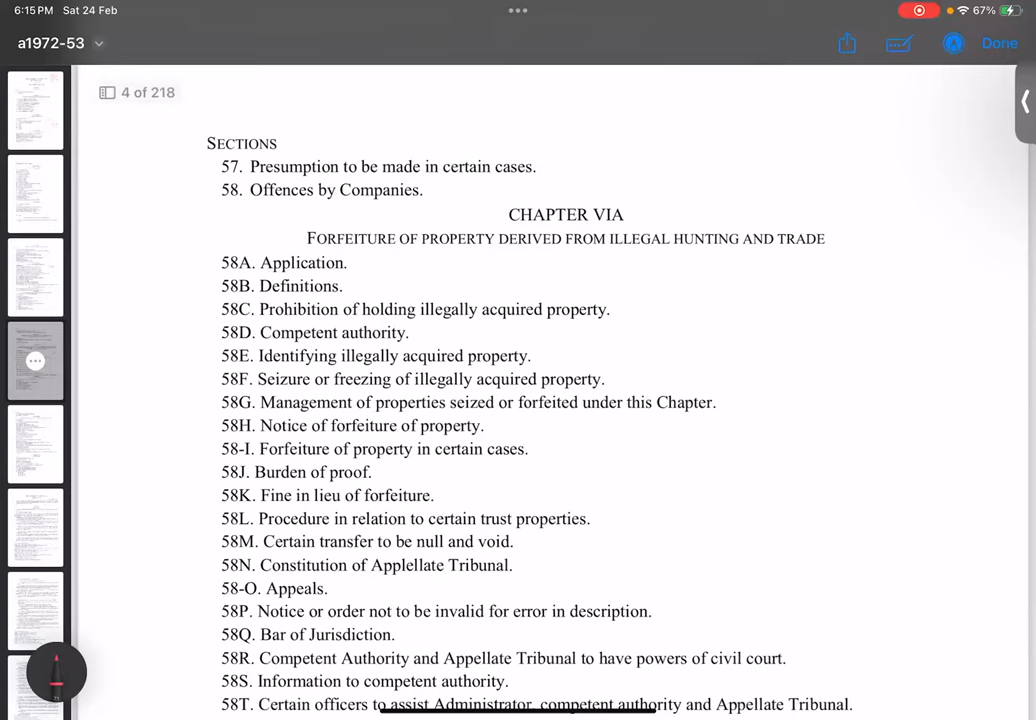 6:15 PM Sat 24 Feb
67%
a1972-53
Done
4 of 218
SECTIONS
57. Presumption to be made in certain cases.
58. Offences by Companies.
CHAPTER VIA
FORFEITURE OF PROPERTY DERIVED FROM ILLEGAL HUNTING AND TRADE
58A. Application.
58B. Definitions.
58C. Prohibition of holding illegally acquired property.
58D. Competent authority.
58E. Identifying illegally acquired property.
58F. Seizure or freezing of illegally acquired property.
58G. Management of properties seized or forfeited under this Chapter.
58H. Notice of forfeiture of property.
58-I. Forfeiture of property in certain cases.
58J. Burden of proof.
58K. Fine in lieu of forfeiture.
58L. Procedure in relation to certain trust properties.
58M. Certain transfer to be null and void.
58N. Constitution of Applellate Tribunal.
58-O. Appeals.
58P. Notice or order not to be invalid for error in description.
58Q. Bar of Jurisdiction.
58R. Competent Authority and Appellate Tribunal to have powers of civil court.
58S. Information to competent authority.
58T. Certain officers to assist Administrator, competent authority and Appellate Tribunal.